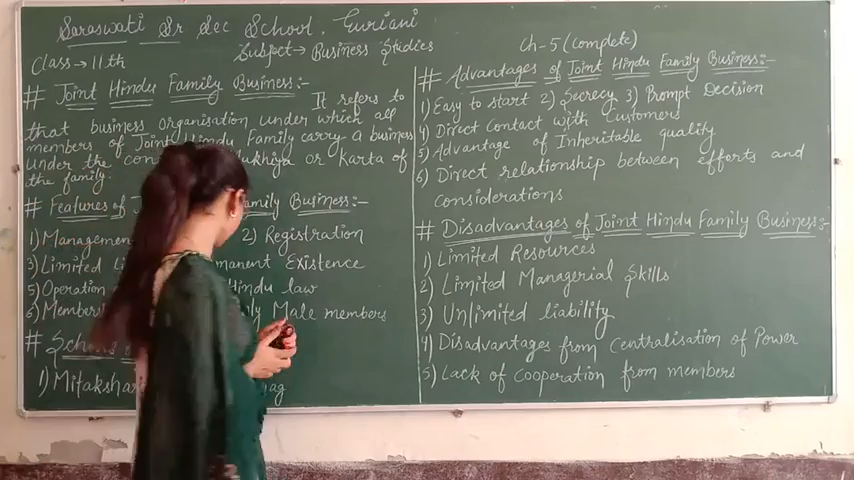 Saraswati Sr Sec School, Guriani
Class→11th
Subject→Business Studies
# Joint Hindu Family Business:-
It refers to
that business Organisation under which all
members of Joint Hindu Family carry a business
under the Mukhiya or Karta of
the family.
# Features of Family Business:-
1) Management 2) Registration
3) Limited Existence
5) Operation Hindu law
6) Male members
#
1)
Ch-5 (complete)
# Advantages of Joint Hindu Family Business:-
1) Easy to start 2) Secrecy 3) Prompt Decision
4) Direct Contact with Customers
5) Advantage of Inheritable quality
6) Direct relationship between efforts and
considerations
# Disadvantages of Joint Hindu Family Business:-
1) Limited Resources
2) Limited Managerial Skills
3) Unlimited liability
4) Disadvantages from Centralisation of Power
5) Lack of Cooperation from members